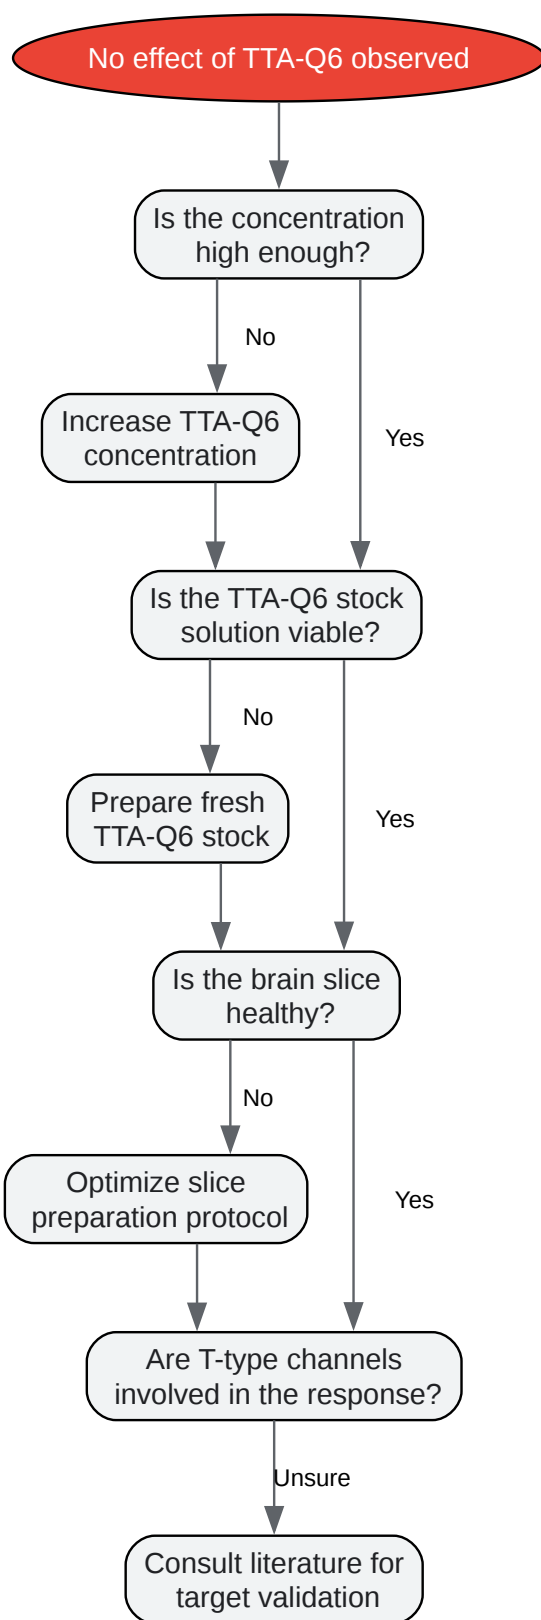 No effect of TTA-Q6 observed
Is the concentration
high enough?
No
Increase TTA-Q6
concentration
Yes
Is the TTA-Q6 stock
solution viable?
No
Prepare fresh
TTA-Q6 stock
Yes
Is the brain slice
healthy?
No
Optimize slice
preparation protocol
Yes
Are T-type channels
involved in the response?
Unsure
Consult literature for
target validation